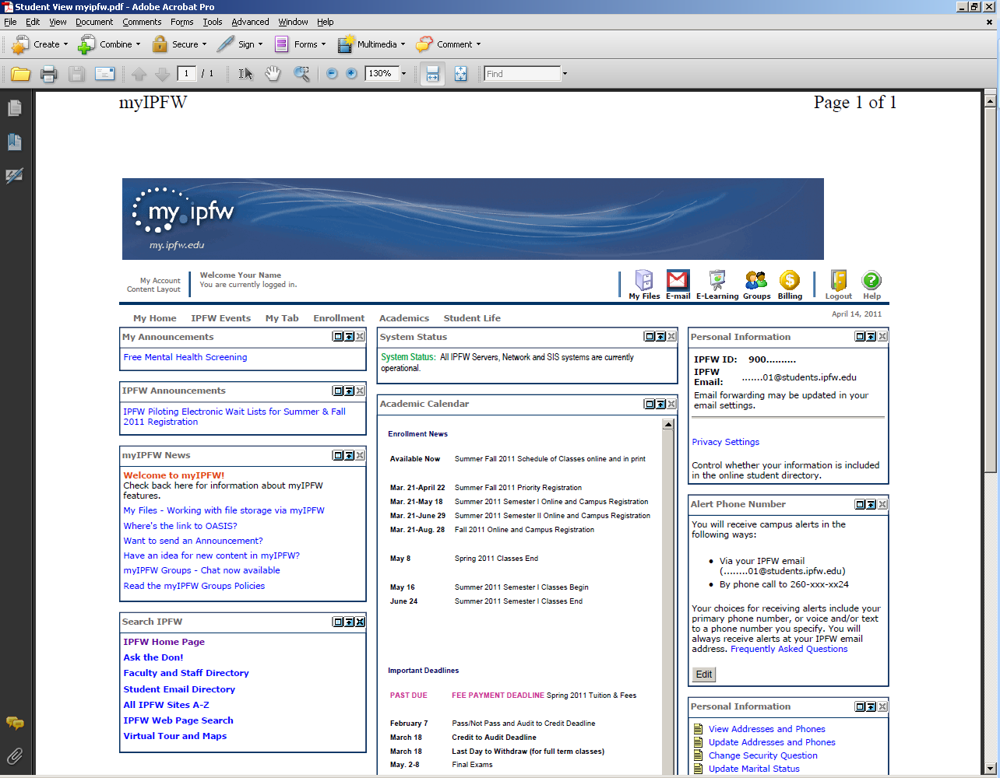 Student View myipfw.pdf - Adobe Acrobat Pro
File Edit View Document Comments Forms Tools Advanced Window Help
Create Combine Secure Sign Forms Multimedia Comment
1 / 1 130% Find
myIPFW Page 1 of 1
my.ipfw
my.ipfw.edu
My Account
Content Layout
Welcome Your Name
You are currently logged in.
My Files E-mail E-Learning Groups Billing Logout Help
My Home IPFW Events My Tab Enrollment Academics Student Life
April 14, 2011
My Announcements
Free Mental Health Screening
IPFW Announcements
IPFW Piloting Electronic Wait Lists for Summer & Fall
2011 Registration
myIPFW News
Welcome to myIPFW!
Check back here for information about myIPFW
features.
My Files - Working with file storage via myIPFW
Where's the link to OASIS?
Want to send an Announcement?
Have an idea for new content in myIPFW?
myIPFW Groups - Chat now available
Read the myIPFW Groups Policies
Search IPFW
IPFW Home Page
Ask the Don!
Faculty and Staff Directory
Student Email Directory
All IPFW Sites A-Z
IPFW Web Page Search
Virtual Tour and Maps
System Status
System Status: All IPFW Servers, Network and SIS systems are currently
operational.
Academic Calendar
Enrollment News
Available Now Summer Fall 2011 Schedule of Classes online and in print
Mar. 21-April 22 Summer Fall 2011 Priority Registration
Mar. 21-May 18 Summer 2011 Semester I Online and Campus Registration
Mar. 21-June 29 Summer 2011 Semester II Online and Campus Registration
Mar. 21-Aug. 28 Fall 2011 Online and Campus Registration
May 8 Spring 2011 Classes End
May 16 Summer 2011 Semester I Classes Begin
June 24 Summer 2011 Semester I Classes End
Important Deadlines
PAST DUE FEE PAYMENT DEADLINE Spring 2011 Tuition & Fees
February 7 Pass/Not Pass and Audit to Credit Deadline
March 18 Credit to Audit Deadline
March 18 Last Day to Withdraw (for full term classes)
May. 2-8 Final Exams
Personal Information
IPFW ID: 900..........
IPFW
Email: .......01@students.ipfw.edu
Email forwarding may be updated in your
email settings.
Privacy Settings
Control whether your information is included
in the online student directory.
Alert Phone Number
You will receive campus alerts in the
following ways:
• Via your IPFW email
(........01@students.ipfw.edu)
• By phone call to 260-xxx-xx24
Your choices for receiving alerts include your
primary phone number, or voice and/or text
to a phone number you specify. You will
always receive alerts at your IPFW email
address. Frequently Asked Questions
Edit
Personal Information
View Addresses and Phones
Update Addresses and Phones
Change Security Question
Update Marital Status